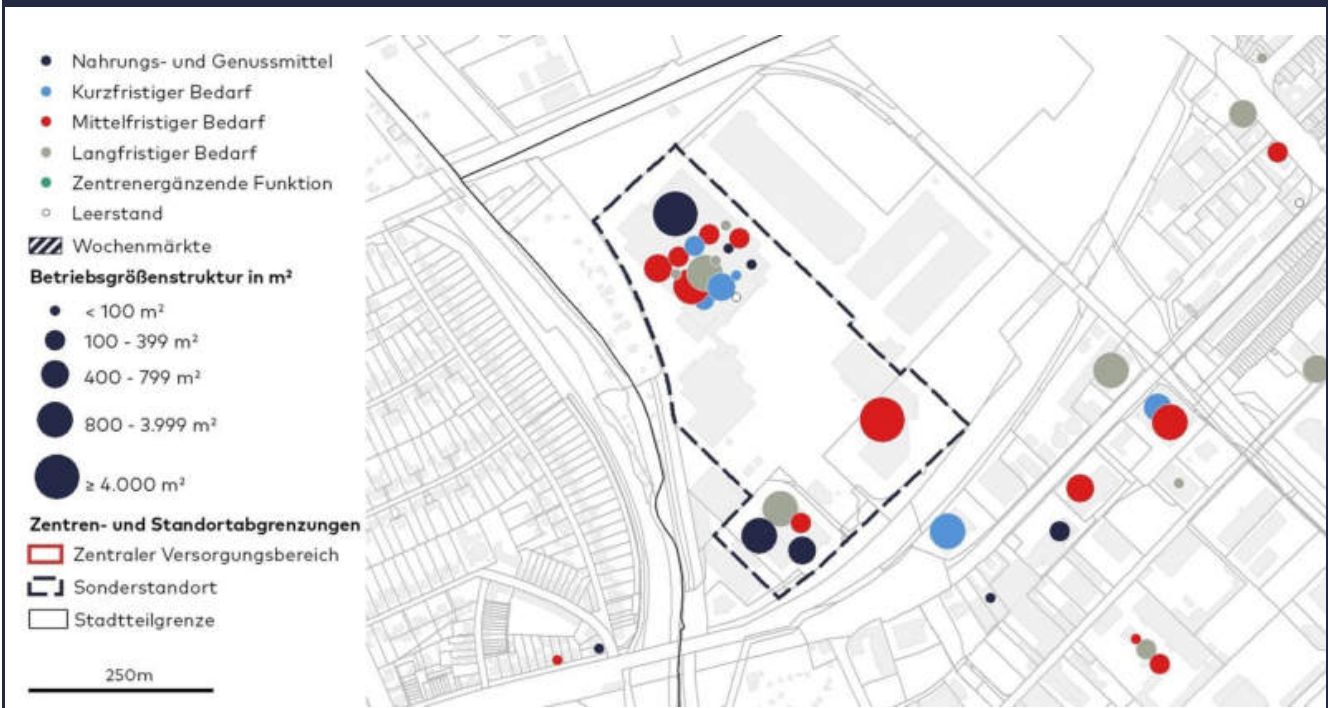 Nahrungs- und Genussmittel
Kurzfristiger Bedarf
Mittelfristiger Bedarf
Langfristiger Bedarf
Zentrenergänzende Funktion
Leerstand
Wochenmärkte
Betriebsgrößenstruktur in m²
< 100 m²
100 - 399 m²
400 - 799 m²
800 - 3.999 m²
≥ 4.000 m²
Zentren- und Standortabgrenzungen
Zentraler Versorgungsbereich
Sonderstandort
Stadtteilgrenze
250m